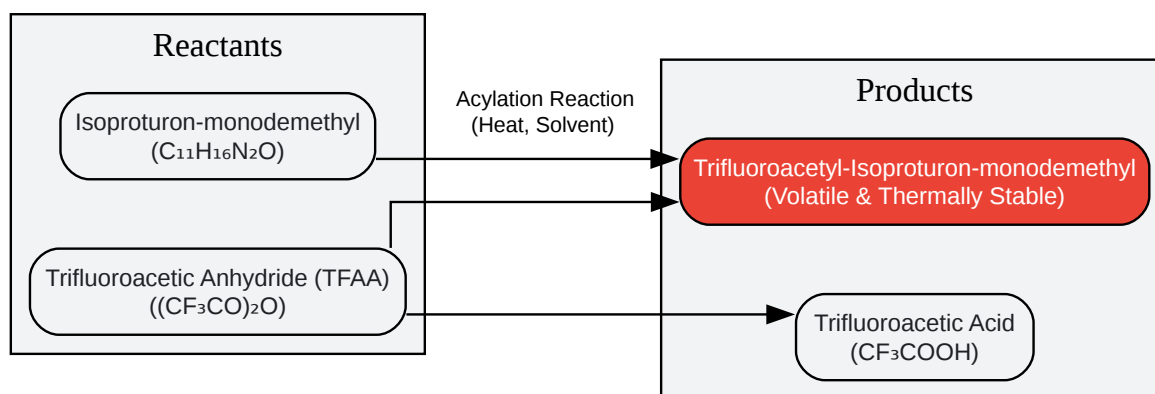 Reactants
Isoproturon-monodemethyl
(C₁₁H₁₆N₂O)
Trifluoroacetic Anhydride (TFAA)
((CF₃CO)₂O)
Acylation Reaction
(Heat, Solvent)
Products
Trifluoroacetyl-Isoproturon-monodemethyl
(Volatile & Thermally Stable)
Trifluoroacetic Acid
(CF₃COOH)